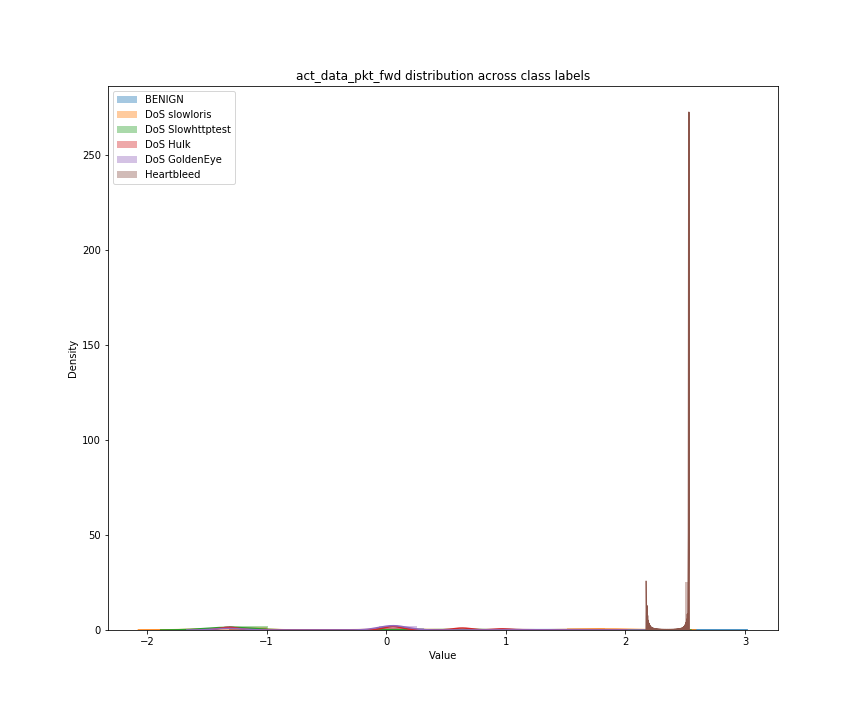 act_data_pkt_fwd distribution across class labels
BENIGN
DoS slowloris
DoS Slowhttptest
DoS Hulk
DoS GoldenEye
Heartbleed
250
200
150
100
50
0
Density
−2
−1
0
1
2
3
Value